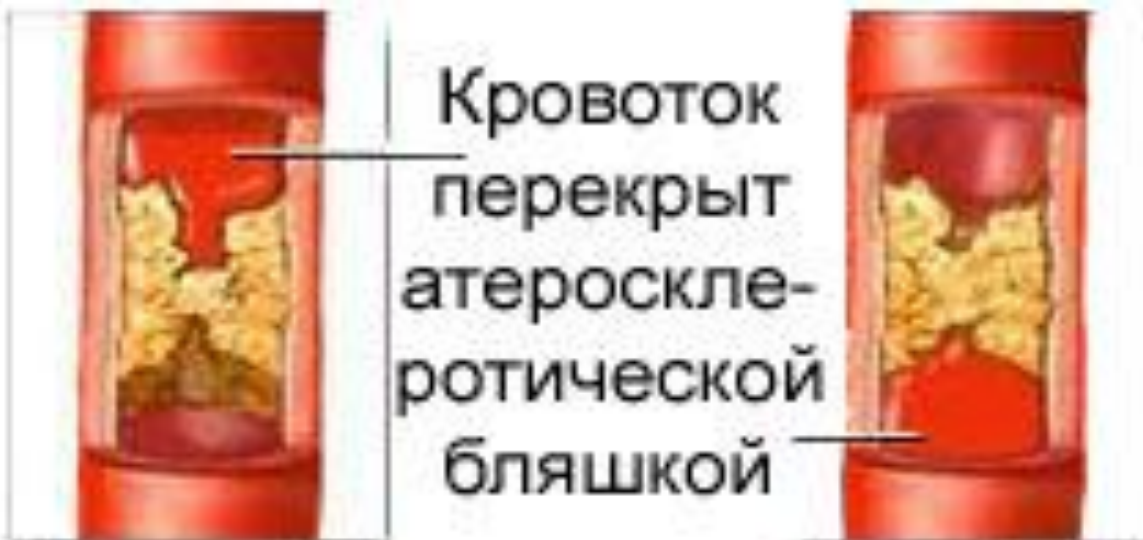 Кровоток
перекрыт
атероскле-
ротической
бляшкой